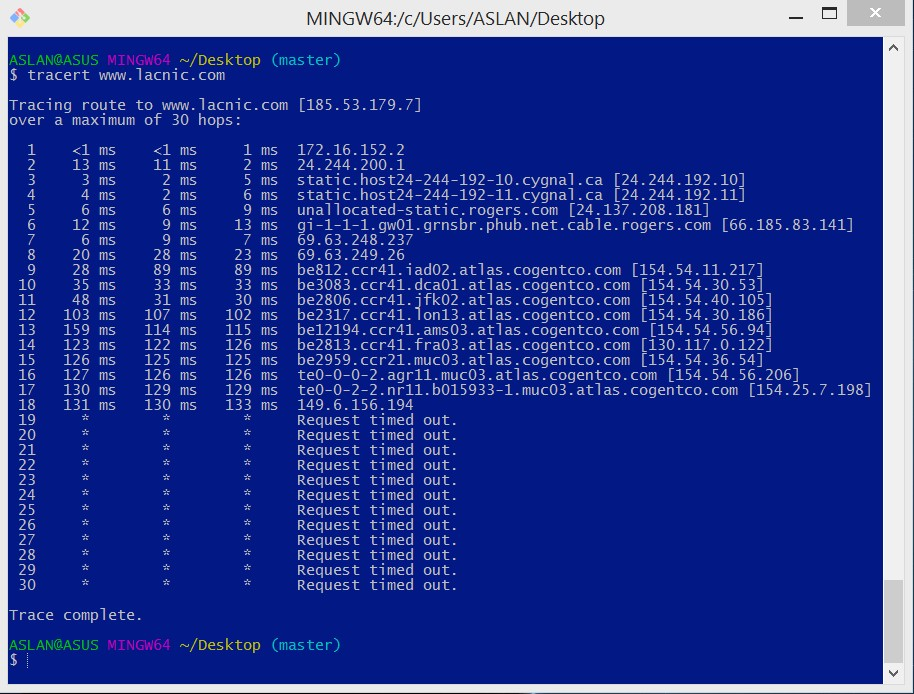 MINGW64:/c/Users/ASLAN/Desktop
ASLAN@ASUS MINGW64 ~/Desktop (master)
$ tracert www.lacnic.com
Tracing route to www.lacnic.com [185.53.179.7]
over a maximum of 30 hops:
1 <1 ms <1 ms 1 ms 172.16.152.2
2 13 ms 11 ms 2 ms 24.244.200.1
3 3 ms 2 ms 5 ms static.host24-244-192-10.cygnal.ca [24.244.192.10]
4 4 ms 2 ms 6 ms static.host24-244-192-11.cygnal.ca [24.244.192.11]
5 6 ms 6 ms 9 ms unallocated-static.rogers.com [24.137.208.181]
6 12 ms 9 ms 13 ms gi-1-1-1.gw01.grnsbr.phub.net.cable.rogers.com [66.185.83.141]
7 6 ms 9 ms 7 ms 69.63.248.237
8 20 ms 28 ms 23 ms 69.63.249.26
9 28 ms 89 ms 89 ms be812.ccr41.iad02.atlas.cogentco.com [154.54.11.217]
10 35 ms 33 ms 33 ms be3083.ccr41.dca01.atlas.cogentco.com [154.54.30.53]
11 48 ms 31 ms 30 ms be2806.ccr41.jfk02.atlas.cogentco.com [154.54.40.105]
12 103 ms 107 ms 102 ms be2317.ccr41.lon13.atlas.cogentco.com [154.54.30.186]
13 159 ms 114 ms 115 ms be12194.ccr41.ams03.atlas.cogentco.com [154.54.56.94]
14 123 ms 122 ms 126 ms be2813.ccr41.fra03.atlas.cogentco.com [130.117.0.122]
15 126 ms 125 ms 125 ms be2959.ccr21.muc03.atlas.cogentco.com [154.54.36.54]
16 127 ms 126 ms 126 ms te0-0-2-2.agr11.muc03.atlas.cogentco.com [154.54.56.206]
17 130 ms 129 ms 129 ms te0-0-2-2.nr11.b015933-1.muc03.atlas.cogentco.com [154.25.7.198]
18 131 ms 130 ms 133 ms 149.6.156.194
19 * * * Request timed out.
20 * * * Request timed out.
21 * * * Request timed out.
22 * * * Request timed out.
23 * * * Request timed out.
24 * * * Request timed out.
25 * * * Request timed out.
26 * * * Request timed out.
27 * * * Request timed out.
28 * * * Request timed out.
29 * * * Request timed out.
30 * * * Request timed out.
Trace complete.
ASLAN@ASUS MINGW64 ~/Desktop (master)
$